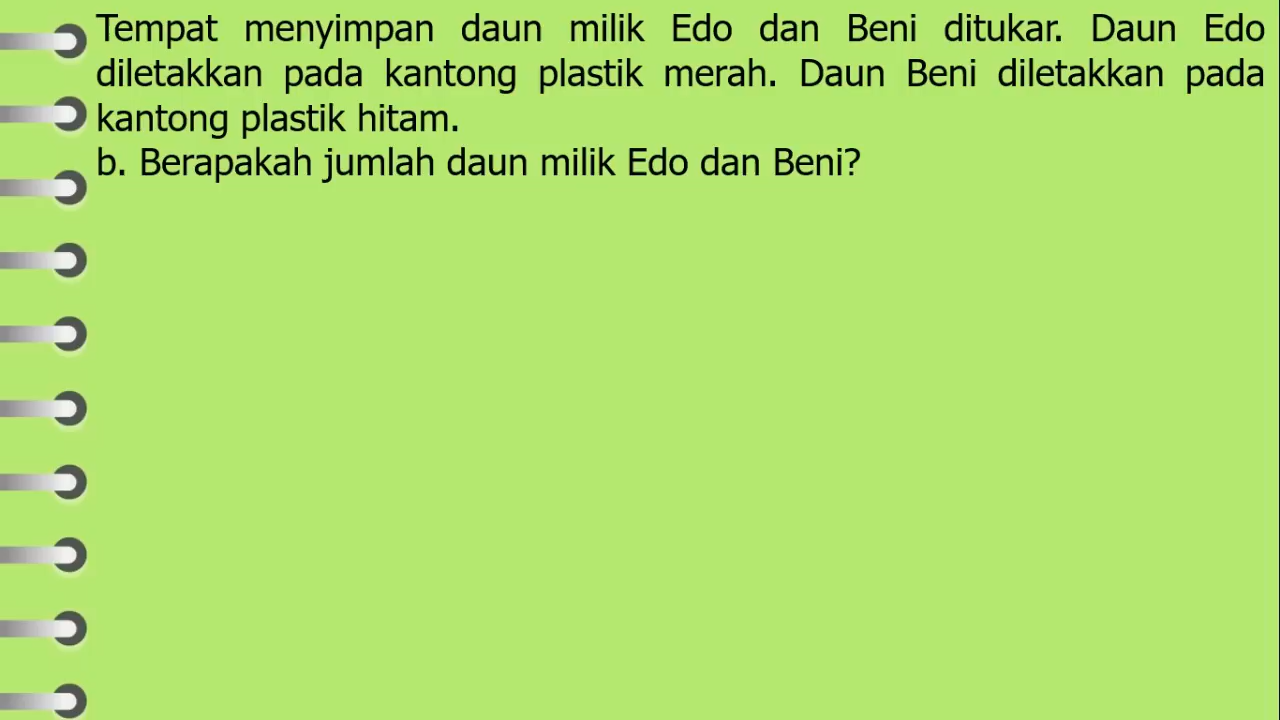 Tempat menyimpan daun milik Edo dan Beni ditukar. Daun Edo
diletakkan pada kantong plastik merah. Daun Beni diletakkan pada
kantong plastik hitam.
b. Berapakah jumlah daun milik Edo dan Beni?